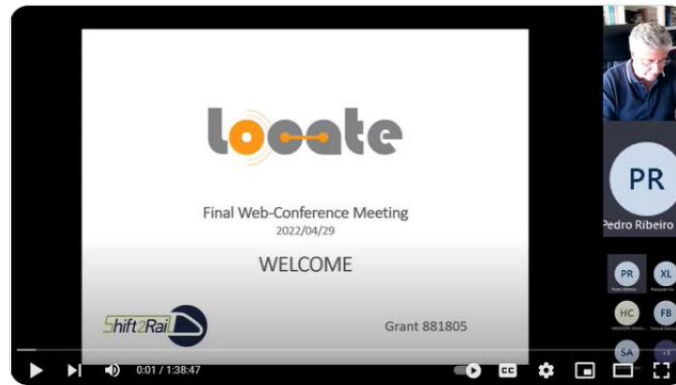 locate
Final Web-Conference Meeting
2022/04/29
WELCOME
Shift2Rail
Grant 881805
PR
Pedro Ribeiro
PR XL
HC FB
SA +5
0:01 / 1:38:47
CC